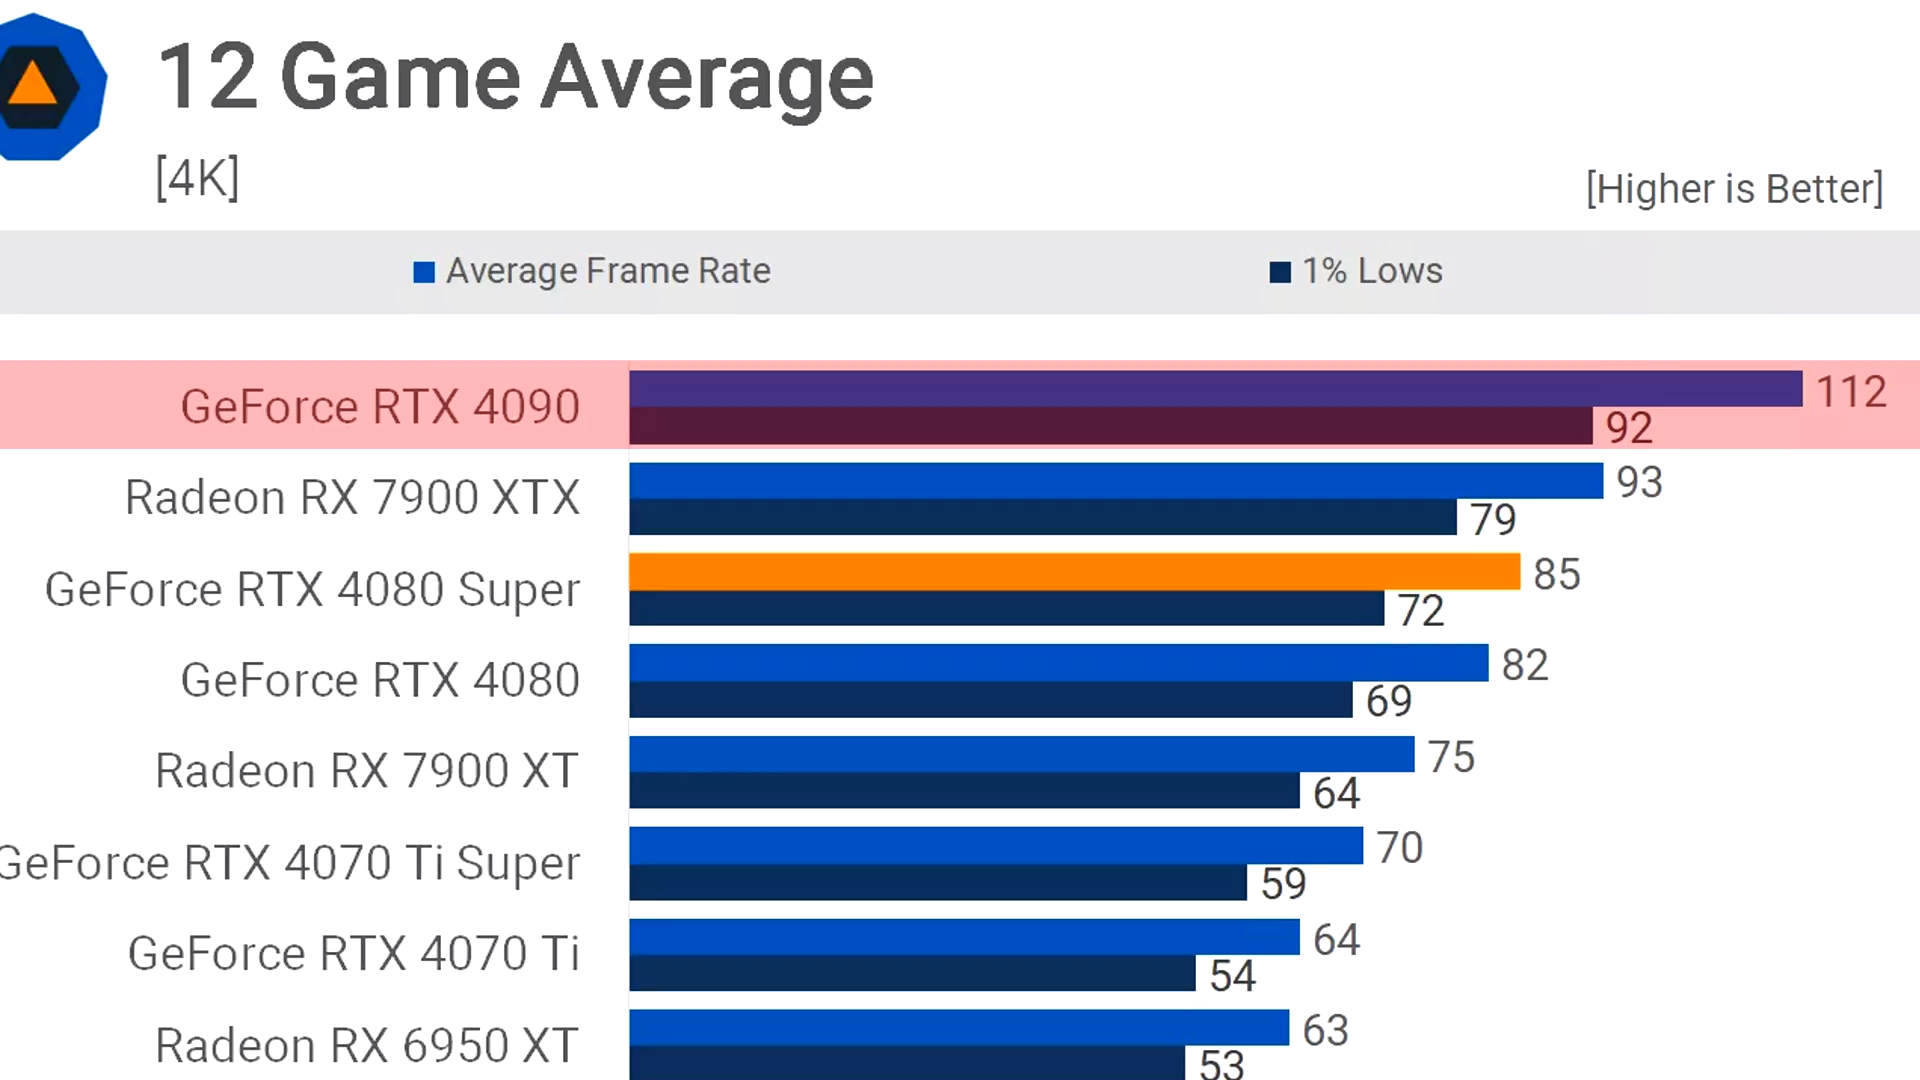 12 Game Average
[4K]
[Higher is Better]
Average Frame Rate 1% Lows
GeForce RTX 4090 112
92
Radeon RX 7900 XTX 93
79
GeForce RTX 4080 Super 85
72
GeForce RTX 4080 82
69
Radeon RX 7900 XT 75
64
GeForce RTX 4070 Ti Super 70
59
GeForce RTX 4070 Ti 64
54
Radeon RX 6950 XT 63
53